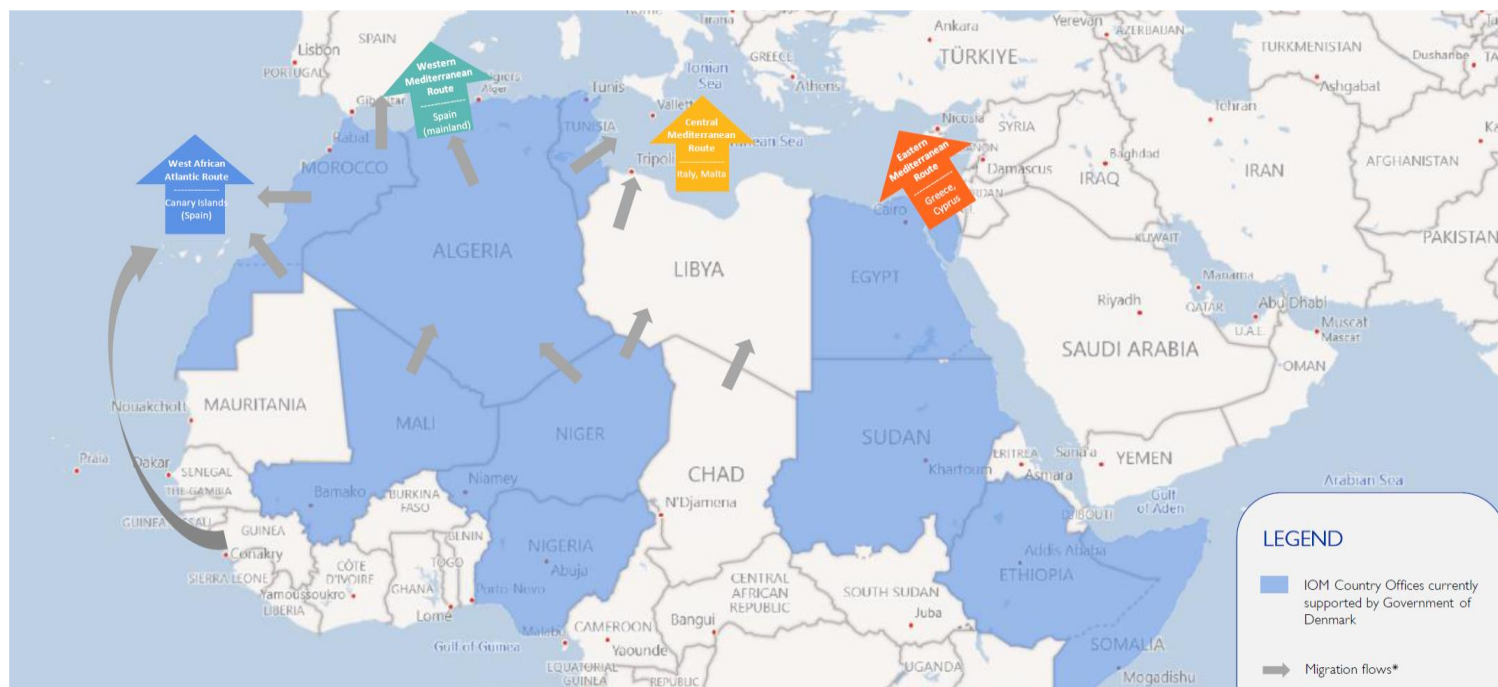 Lisbon
PORTUGAL
SPAIN
Western
Mediterranean
Route
Spain
(mainland)
Tirana
Ionian
Sea
GREECE
Athens
Ankara
TÜRKIYE
Yerevan
AZERBAIJAN
TURKMENISTAN
Ashgabat
Dushanbe
Tunis
TUNISIA
Rabat
MOROCCO
West African
Atlantic Route
Canary Islands
(Spain)
Central
Mediterranean
Route
Italy, Malta
Tripoli
Eastern
Mediterranean
Route
Greece,
Cyprus
Nicosia
SYRIA
Damascus
Baghdad
IRAQ
Tehran
IRAN
AFGHANISTAN
PAKISTAN
Cairo
ALGERIA
LIBYA
EGYPT
KUWAIT
Manama
QATAR
Abu Dhabi
U.A.E.
Muscat
Mascat
OMAN
Riyadh
SAUDI ARABIA
Nouakchott
MAURITANIA
MALI
NIGER
CHAD
SUDAN
Khartoum
ERITREA
Asmara
Sana'a
YEMEN
Arabian Sea
Gulf
of Aden
Praia
Dakar
SENEGAL
THE GAMBIA
Bamako
BURKINA
FASO
Niamey
N'Djamena
GUINEA
Conakry
SIERRA LEONE
LIBERIA
CÔTE
D'IVOIRE
Yamoussoukro
GHANA
TOGO
BENIN
Lomé
Porto-Novo
NIGERIA
Abuja
DJIBOUTI
Addis Ababa
ETHIOPIA
CENTRAL
AFRICAN
REPUBLIC
Bangui
SOUTH SUDAN
Juba
CAMEROON
Yaounde
Malabo
EQUATORIAL
GUINEA
REPUBLIC
Gulf of Guinea
UGANDA
SOMALIA
Mogadishu
LEGEND
IOM Country Offices currently
supported by Government of
Denmark
Migration flows*